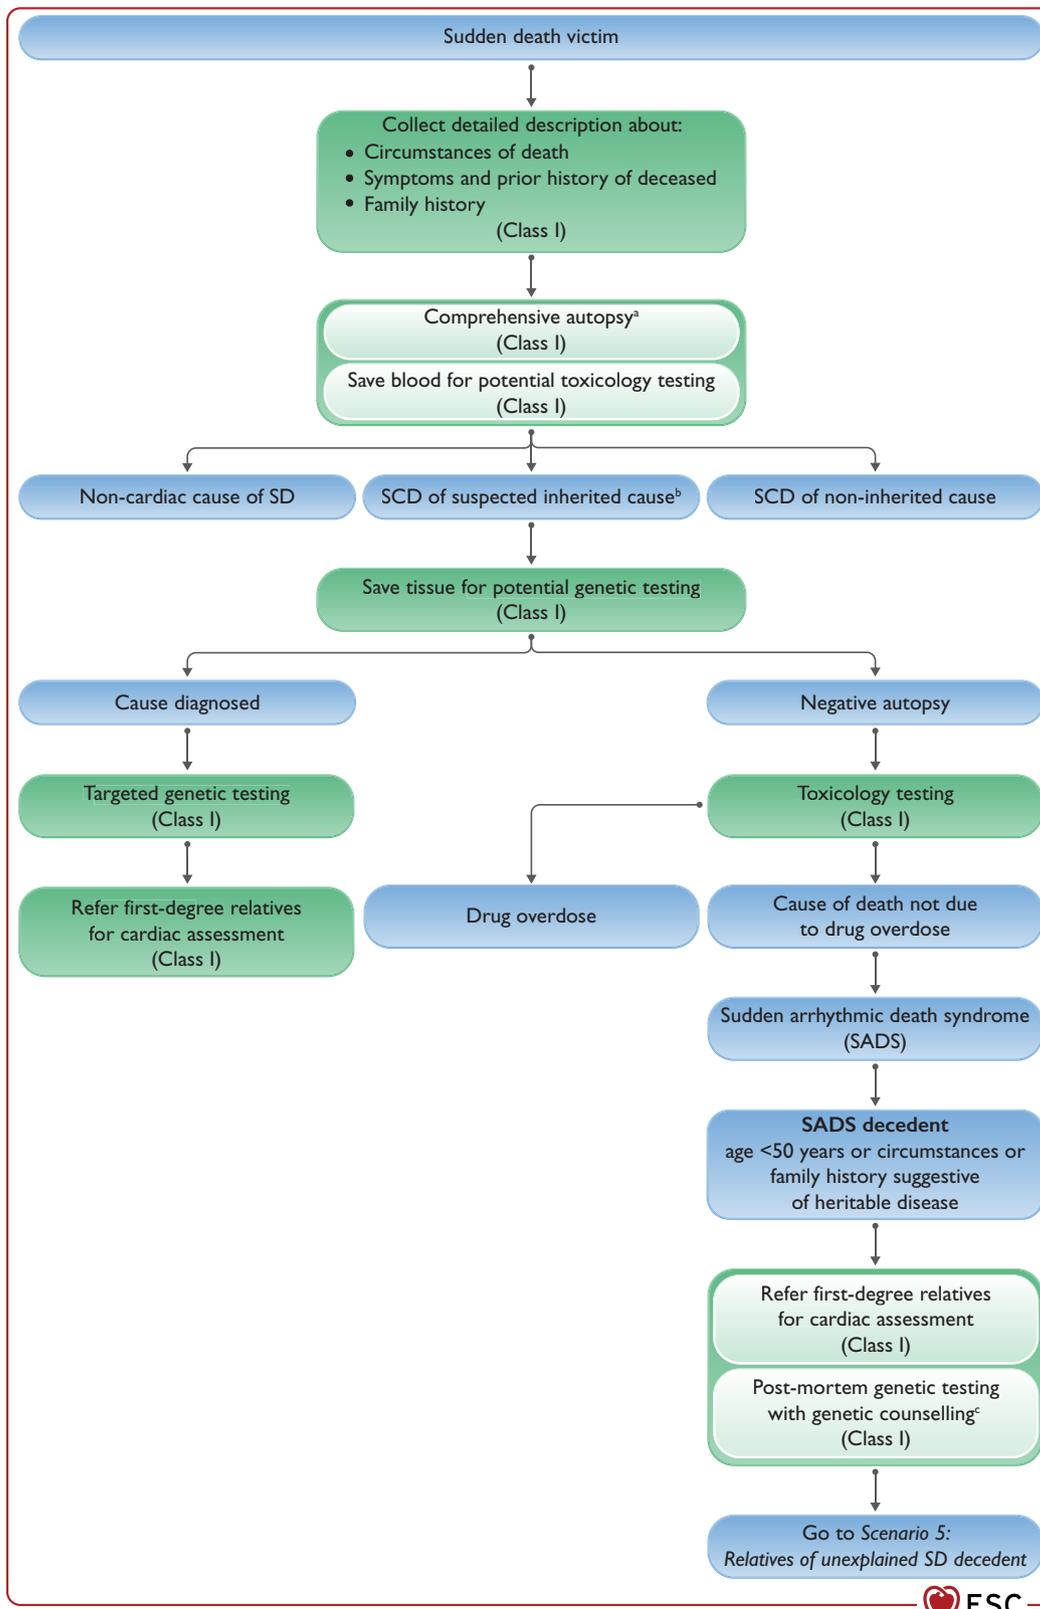 Sudden death victim
Collect detailed description about:
• Circumstances of death
• Symptoms and prior history of deceased
• Family history
(Class I)
Comprehensive autopsyᵃ
(Class I)
Save blood for potential toxicology testing
(Class I)
Non-cardiac cause of SD
SCD of suspected inherited causeᵇ
SCD of non-inherited cause
Save tissue for potential genetic testing
(Class I)
Cause diagnosed
Negative autopsy
Targeted genetic testing
(Class I)
Toxicology testing
(Class I)
Refer first-degree relatives
for cardiac assessment
(Class I)
Drug overdose
Cause of death not due
to drug overdose
Sudden arrhythmic death syndrome
(SADS)
SADS decedent
age <50 years or circumstances or
family history suggestive
of heritable disease
Refer first-degree relatives
for cardiac assessment
(Class I)
Post-mortem genetic testing
with genetic counsellingᶜ
(Class I)
Go to Scenario 5:
Relatives of unexplained SD decedent
ESC